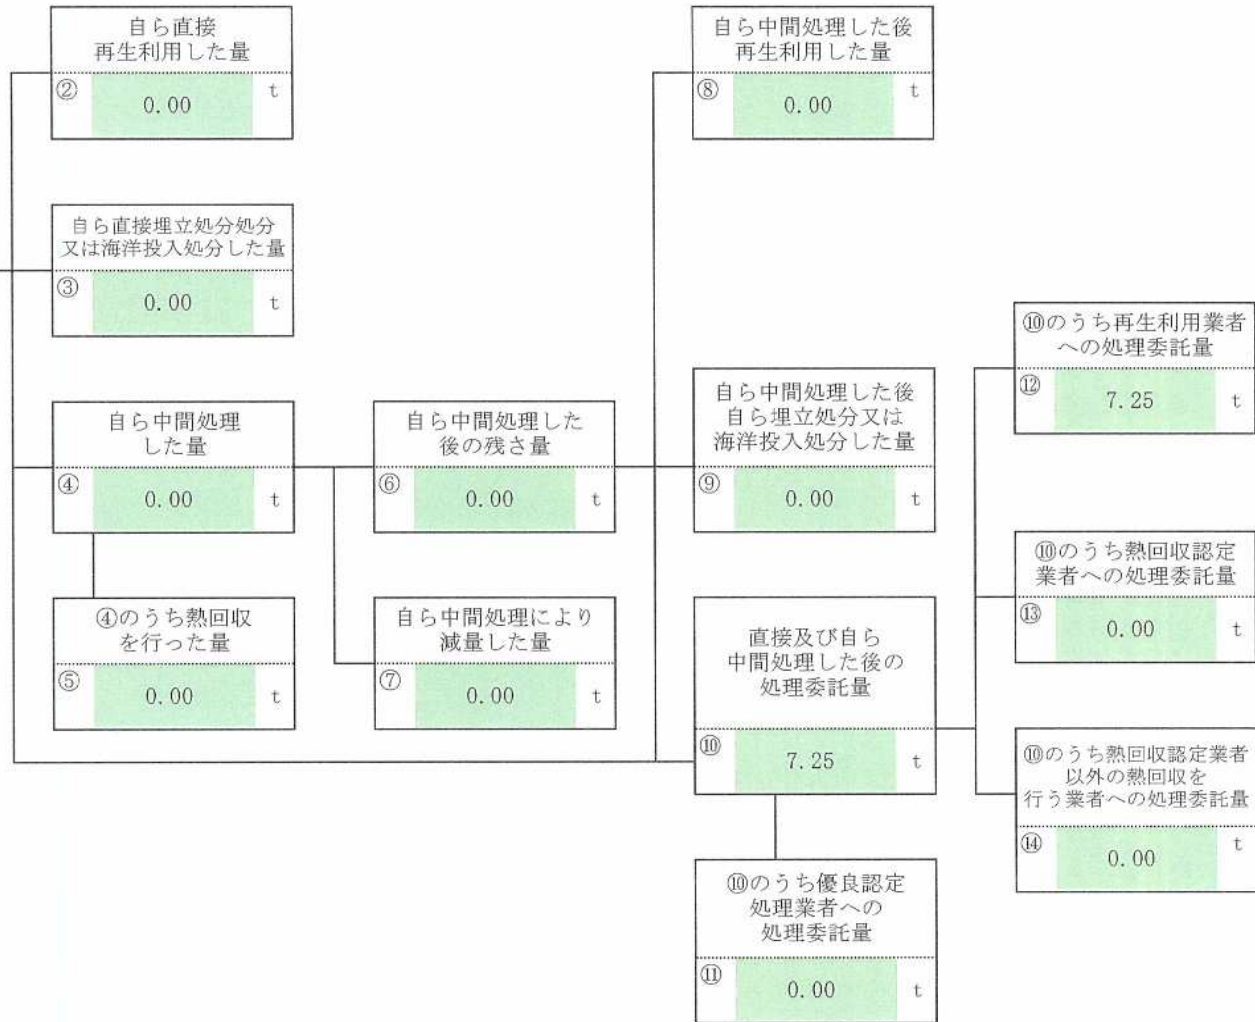 自ら直接
再生利用した量
② 0.00 t
自ら中間処理した後
再生利用した量
⑧ 0.00 t
自ら直接埋立処分処分
又は海洋投入処分した量
③ 0.00 t
⑩のうち再生利用業者
への処理委託量
⑫ 7.25 t
自ら中間処理
した量
④ 0.00 t
自ら中間処理した
後の残さ量
⑥ 0.00 t
自ら中間処理した後
自ら埋立処分又は
海洋投入処分した量
⑨ 0.00 t
⑩のうち熱回収認定
業者への処理委託量
⑬ 0.00 t
④のうち熱回収
を行った量
⑤ 0.00 t
自ら中間処理により
減量した量
⑦ 0.00 t
直接及び自ら
中間処理した後の
処理委託量
⑩ 7.25 t
⑩のうち熱回収認定業者
以外の熱回収を
行う業者への処理委託量
⑭ 0.00 t
⑩のうち優良認定
処理業者への
処理委託量
⑪ 0.00 t